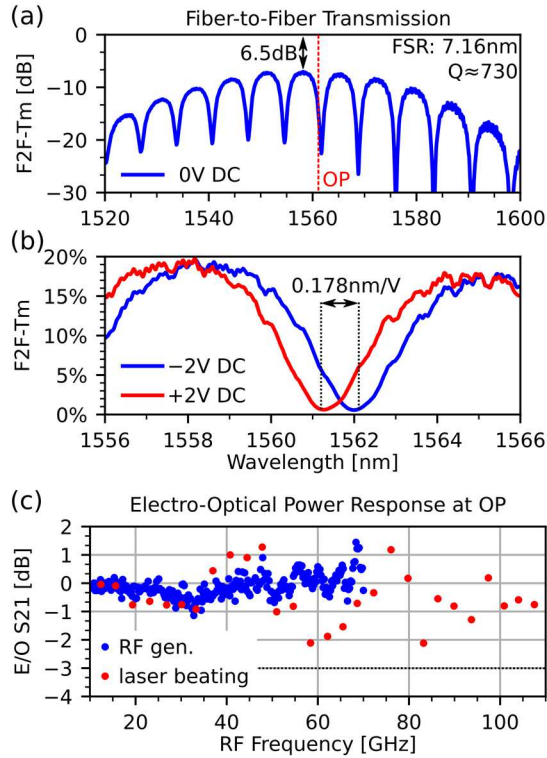 (a)
Fiber-to-Fiber Transmission
F2F-Tm [dB]
0
−10
−20
−30
6.5dB
FSR: 7.16nm
Q≈730
0V DC
OP
1520
1540
1560
1580
1600
(b)
F2F-Tm
20%
15%
10%
5%
0%
0.178nm/V
−2V DC
+2V DC
1556
1558
1560
1562
1564
1566
Wavelength [nm]
(c)
Electro-Optical Power Response at OP
E/O S21 [dB]
2
1
0
−1
−2
−3
−4
RF gen.
laser beating
20
40
60
80
100
RF Frequency [GHz]